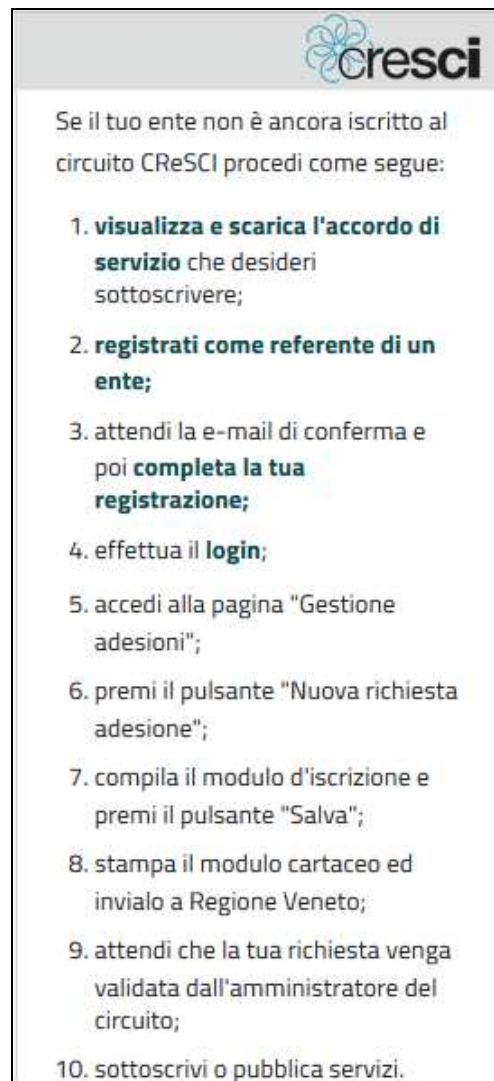 cresci
Se il tuo ente non è ancora iscritto al
circuito CReSCI procedi come segue:
1. visualizza e scarica l'accordo di
servizio che desideri
sottoscrivere;
2. registrati come referente di un
ente;
3. attendi la e-mail di conferma e
poi completa la tua
registrazione;
4. effettua il login;
5. accedi alla pagina "Gestione
adesioni";
6. premi il pulsante "Nuova richiesta
adesione";
7. compila il modulo d'iscrizione e
premi il pulsante "Salva";
8. stampa il modulo cartaceo ed
invialo a Regione Veneto;
9. attendi che la tua richiesta venga
validata dall'amministratore del
circuito;
10. sottoscrivi o pubblica servizi.